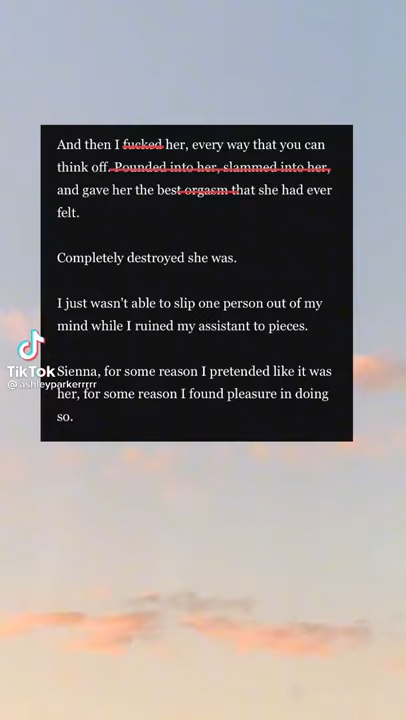 And then I fucked her, every way that you can
think off. Pounded into her, slammed into her,
and gave her the best orgasm that she had ever
felt.
Completely destroyed she was.
I just wasn't able to slip one person out of my
mind while I ruined my assistant to pieces.
Sienna, for some reason I pretended like it was
her, for some reason I found pleasure in doing
so.
TikTok
@ashleyparkerrrrr